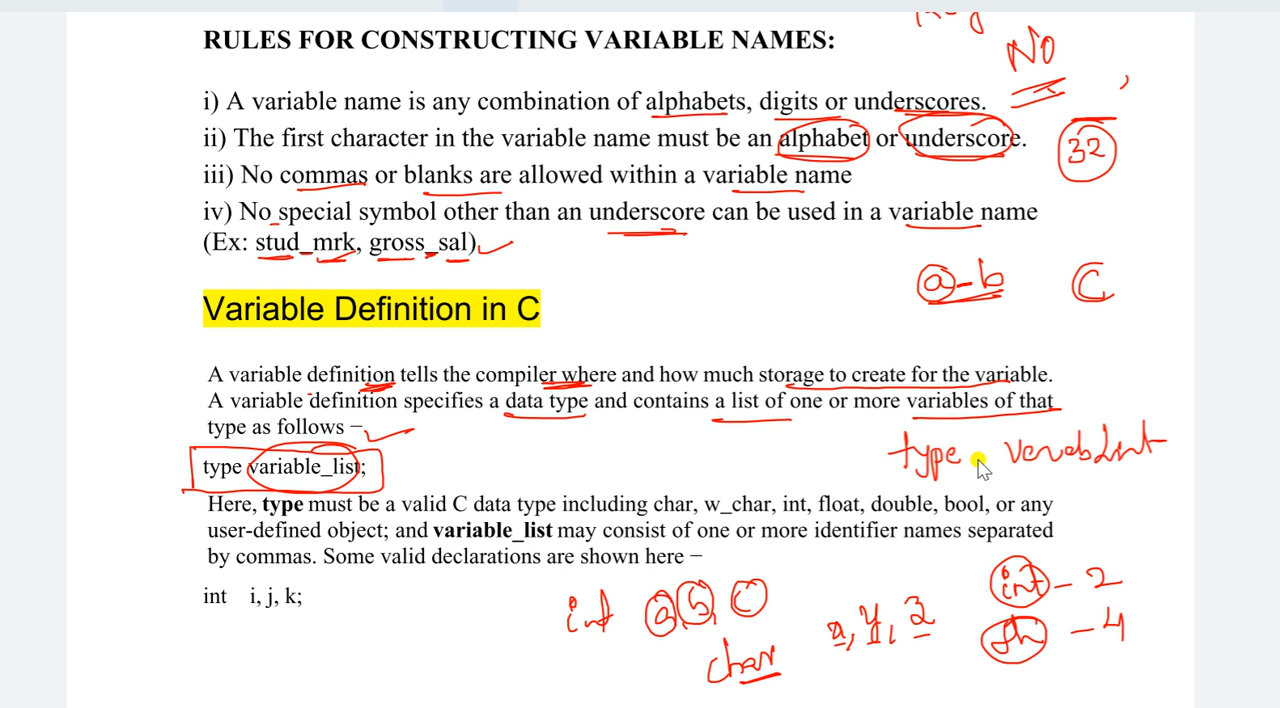 RULES FOR CONSTRUCTING VARIABLE NAMES:
No
i) A variable name is any combination of alphabets, digits or underscores.
ii) The first character in the variable name must be an alphabet or underscore.
32
iii) No commas or blanks are allowed within a variable name
iv) No special symbol other than an underscore can be used in a variable name
(Ex: stud_mrk, gross_sal)
a-b C
Variable Definition in C
A variable definition tells the compiler where and how much storage to create for the variable.
A variable definition specifies a data type and contains a list of one or more variables of that
type as follows −
type
type variable_list;
Here, type must be a valid C data type including char, w_char, int, float, double, bool, or any
user-defined object; and variable_list may consist of one or more identifier names separated
by commas. Some valid declarations are shown here −
int - 2
int i, j, k;
int a, b, c
- 4
char